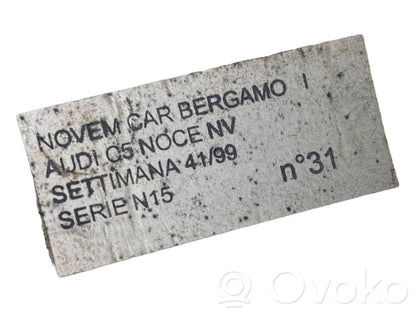 NOVEM CAR BERGAMO I
AUDI C5 NOCE NV
SETTIMANA 41/99
SERIE N15
n°31
Ovoko